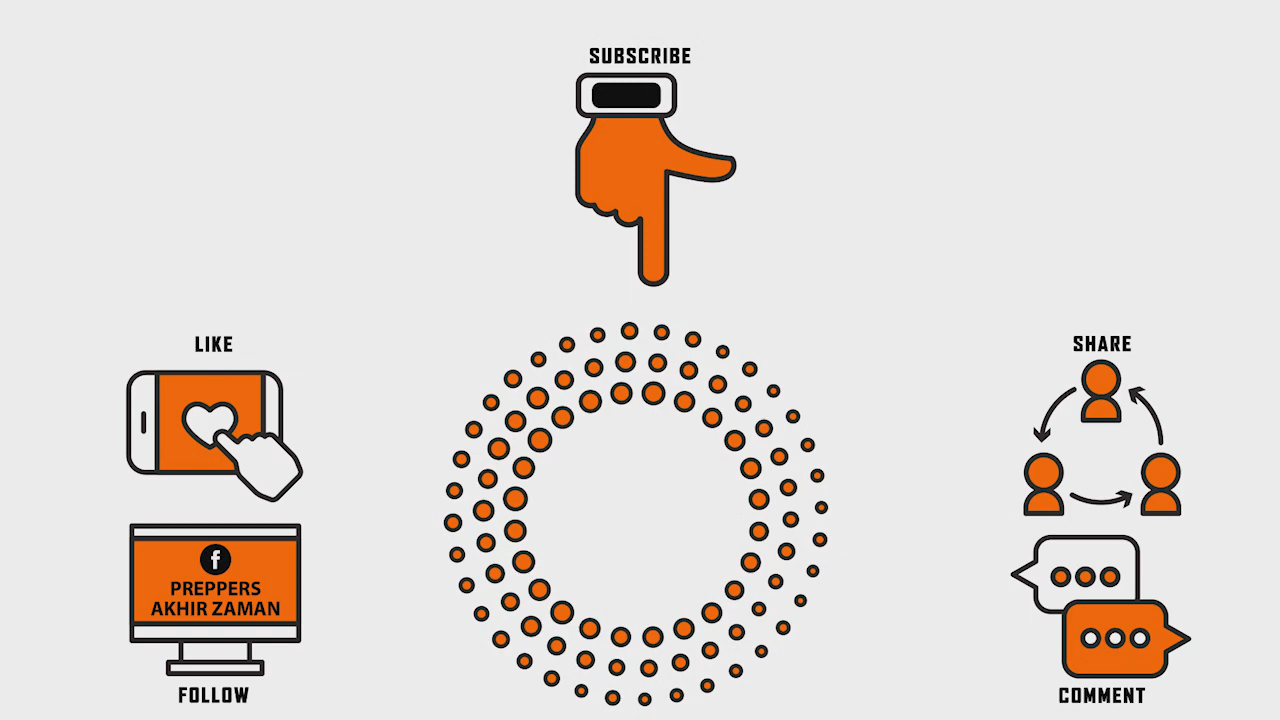 SUBSCRIBE
LIKE
SHARE
f
PREPPERS
AKHIR ZAMAN
FOLLOW
COMMENT